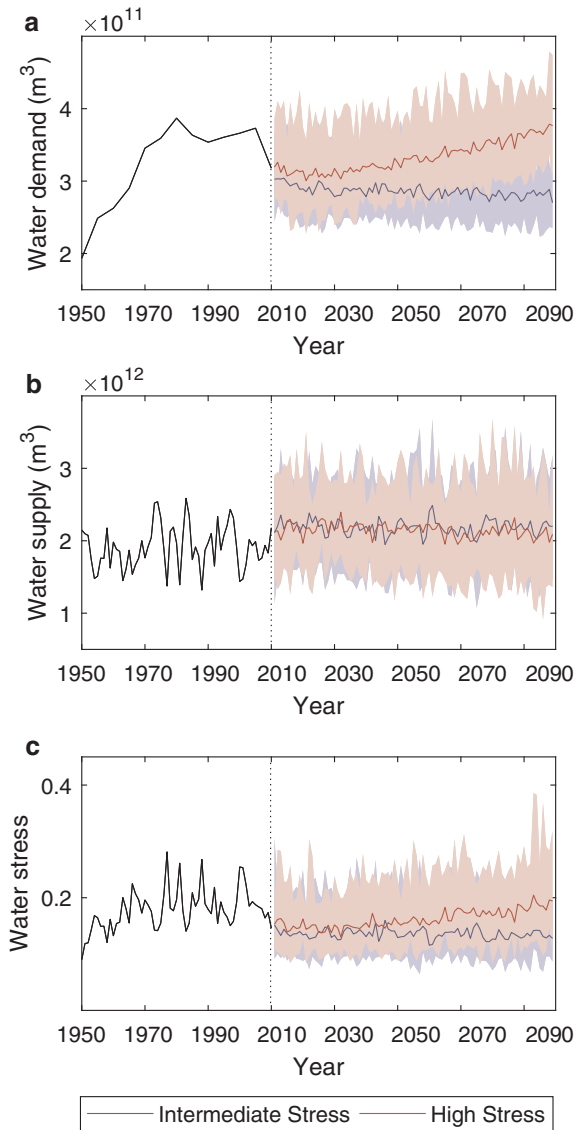 a
×10¹¹
Water demand (m³)
4
3
2
1950 1970 1990 2010 2030 2050 2070 2090
Year
b
×10¹²
Water supply (m³)
3
2
1
1950 1970 1990 2010 2030 2050 2070 2090
Year
c
Water stress
0.4
0.2
1950 1970 1990 2010 2030 2050 2070 2090
Year
Intermediate Stress High Stress